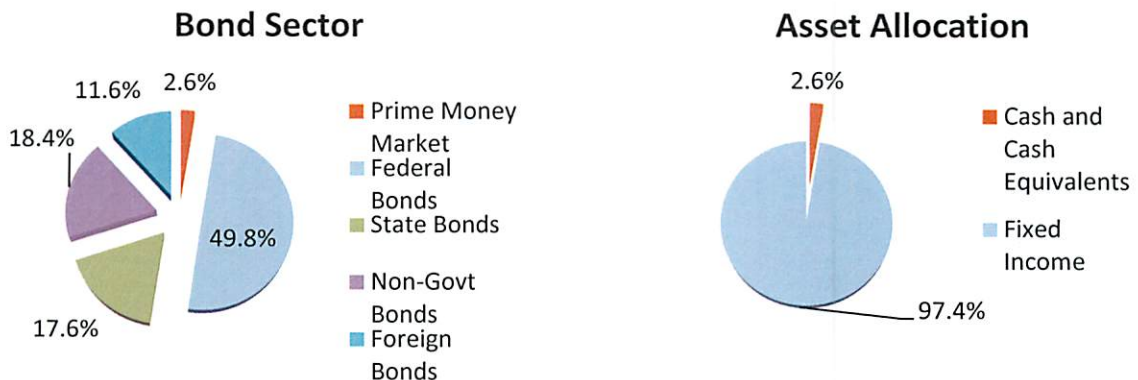 Bond Sector
11.6%
2.6%
18.4%
49.8%
17.6%
Prime Money
Market
Federal
Bonds
State Bonds
Non-Govt
Bonds
Foreign
Bonds
Asset Allocation
2.6%
97.4%
Cash and
Cash
Equivalents
Fixed
Income